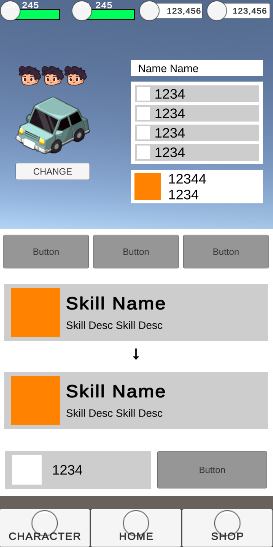 245
245
123,456
123,456
Name Name
1234
1234
1234
1234
CHANGE
12344
1234
Button
Button
Button
Skill Name
Skill Desc Skill Desc
Skill Name
Skill Desc Skill Desc
1234
Button
CHARACTER
HOME
SHOP